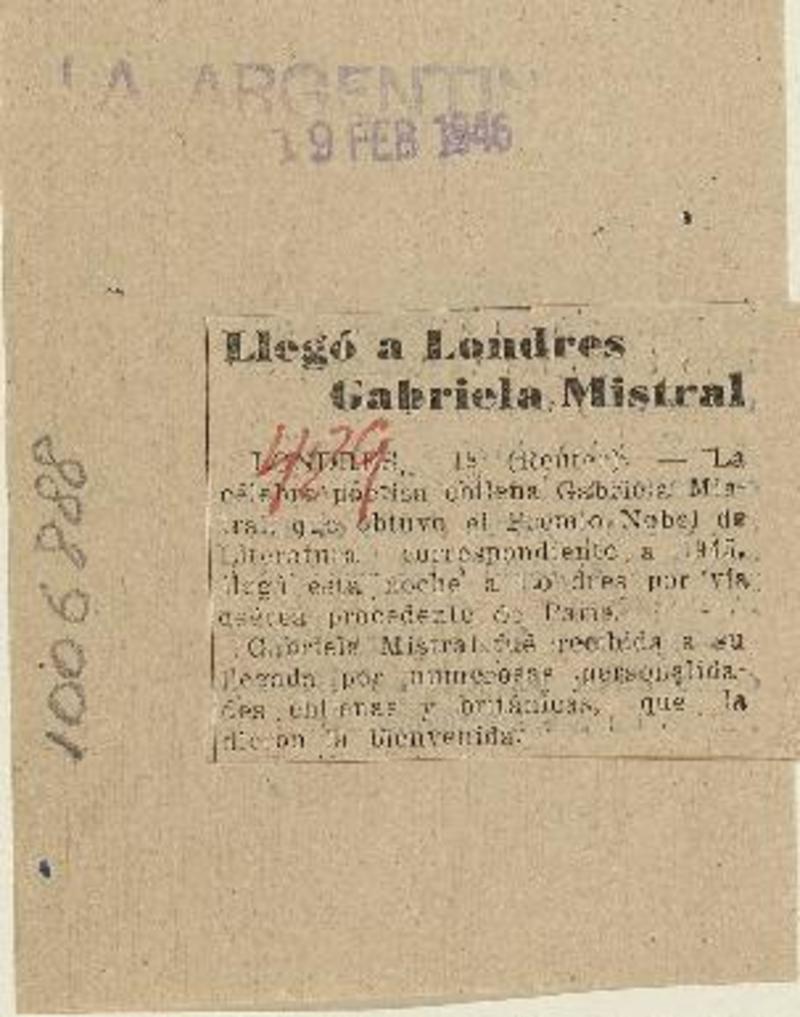 LA ARGENTIN
19 FEB 1946
Llegó a Londres
Gabriela Mistral
429
LONDRES, 18 (Reuter) — La
célebre poetisa chilena Gabriela Mis-
tral que obtuvo el Premio Nobel de
Literatura correspondiente a 1945,
llegó esta noche a Londres por vía
aérea procedente de París.
Gabriela Mistral fué recibida a su
llegada por numerosas personalida-
des chilenas y británicas, que la
dieron la bienvenida.
1006888